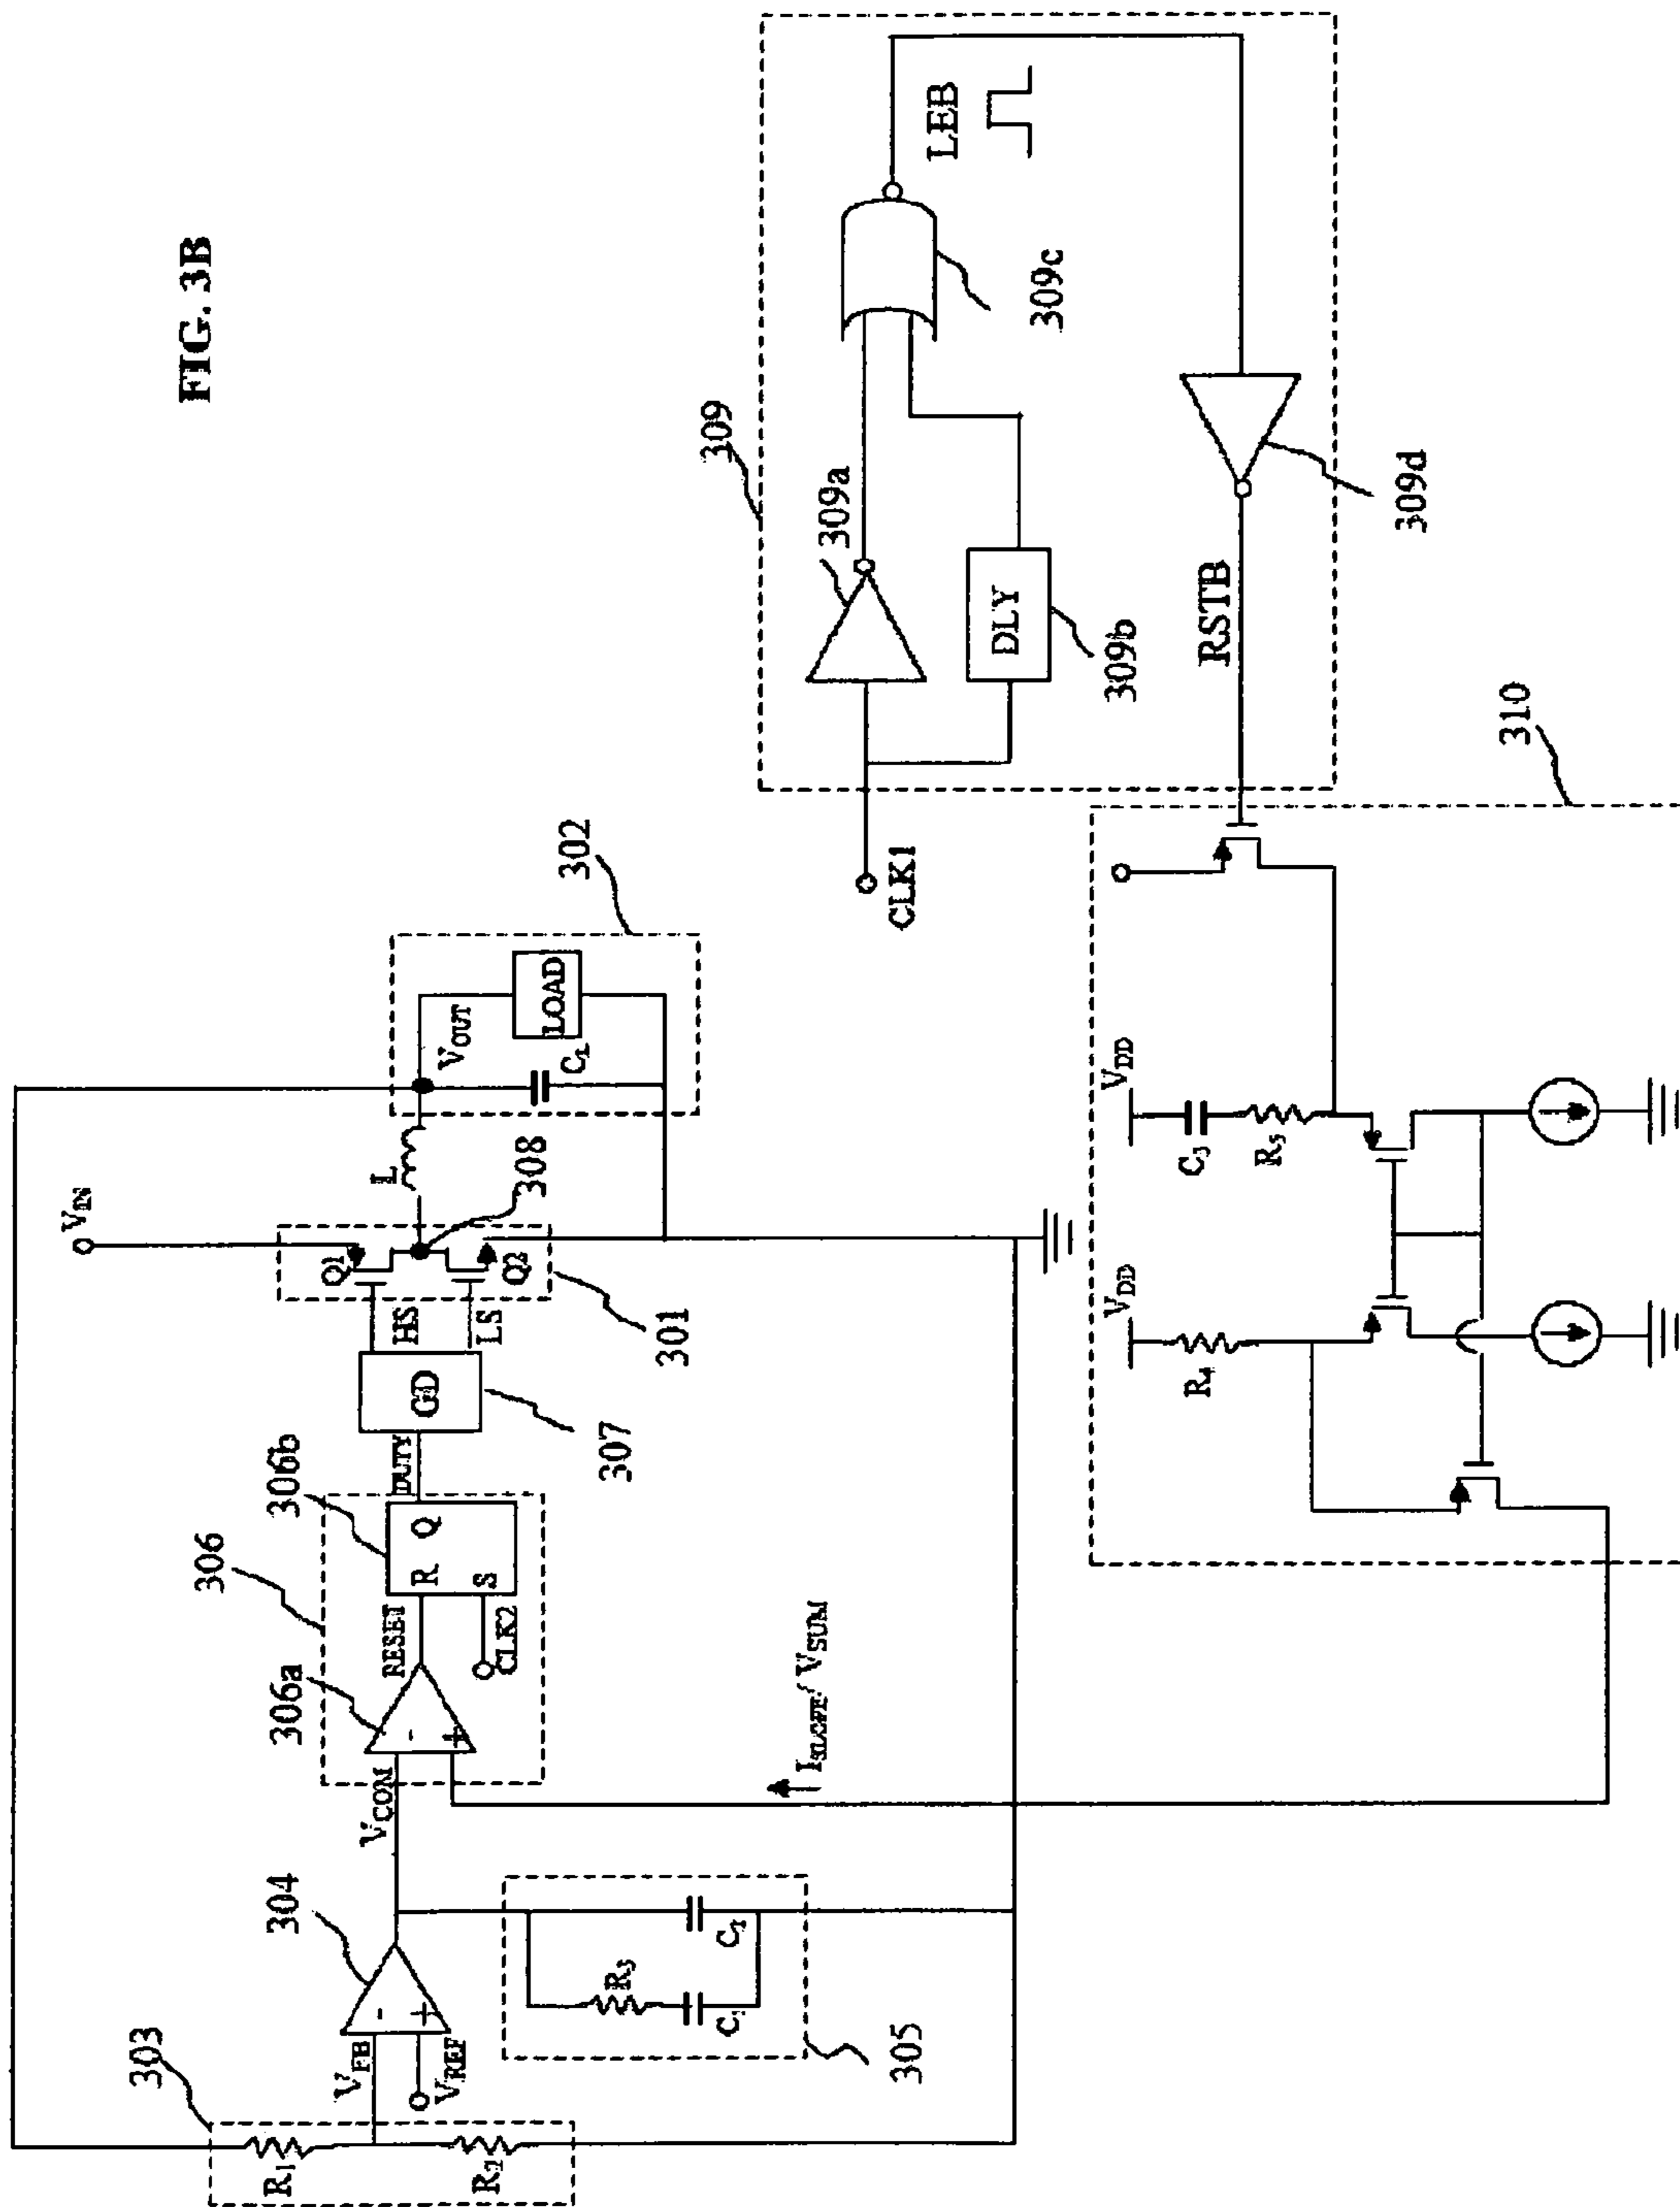 FIG. 3B
303
R1
R2
VFB
VREF
304
305
R3
C1
C2
VCOM
306
306a
-
+
RESET
CLK2
306b
R
Q
S
DUTY
GD
307
HS
LS
301
VIN
Q1
Q2
308
L
302
VOUT
CL
LOAD
ISLOPE/ VSUM
-
+
309
CLK1
309a
DLY
309b
309c
LEB
309d
RSTB
310
VDD
R4
VDD
R5